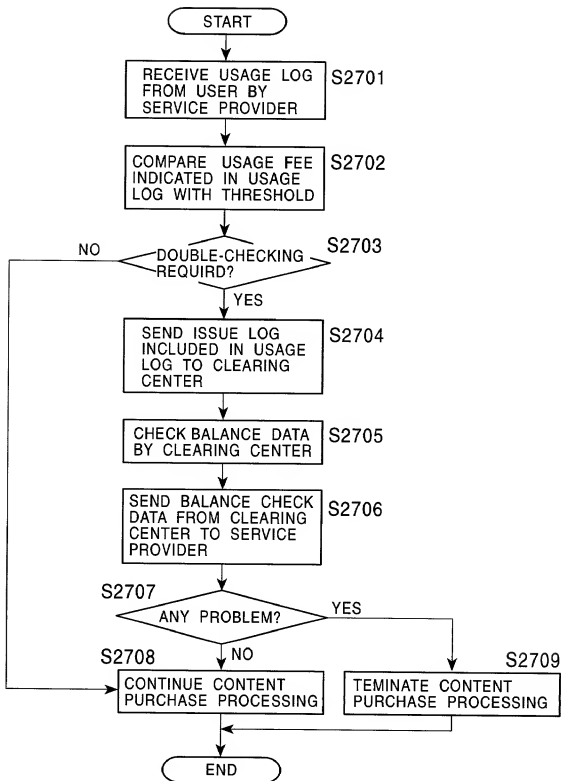 START
RECEIVE USAGE LOG
FROM USER BY
SERVICE PROVIDER
S2701
COMPARE USAGE FEE
INDICATED IN USAGE
LOG WITH THRESHOLD
S2702
NO
DOUBLE-CHECKING
REQUIRD?
S2703
YES
SEND ISSUE LOG
INCLUDED IN USAGE
LOG TO CLEARING
CENTER
S2704
CHECK BALANCE DATA
BY CLEARING CENTER
S2705
SEND BALANCE CHECK
DATA FROM CLEARING
CENTER TO SERVICE
PROVIDER
S2706
S2707
ANY PROBLEM?
YES
NO
S2708
CONTINUE CONTENT
PURCHASE PROCESSING
S2709
TEMINATE CONTENT
PURCHASE PROCESSING
END